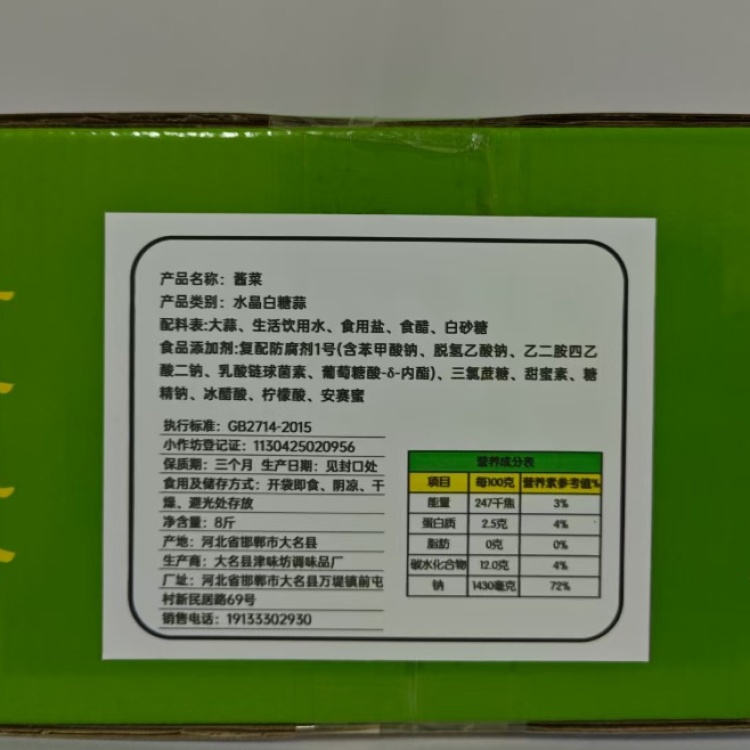 产品名称：酱菜
产品类别：水晶白糖蒜
配料表:大蒜、生活饮用水、食用盐、食醋、白砂糖
食品添加剂:复配防腐剂1号(含苯甲酸钠、脱氢乙酸钠、乙二胺四乙
酸二钠、乳酸链球菌素、葡萄糖酸-δ-内酯)、三氯蔗糖、甜蜜素、糖
精钠、冰醋酸、柠檬酸、安赛蜜
执行标准：GB2714-2015
小作坊登记证：1130425020956
保质期：三个月 生产日期：见封口处
食用及储存方式：开袋即食、阴凉、干
燥、避光处存放
净含量：8斤
产地：河北省邯郸市大名县
生产商：大名县津味坊调味品厂
厂址：河北省邯郸市大名县万堤镇前屯
村新民居路69号
销售电话：19133302930
营养成分表
项目 每100克 营养素参考值%
能量 247千焦 3%
蛋白质 2.5克 4%
脂肪 0克 0%
碳水化合物 12.0克 4%
钠 1430毫克 72%